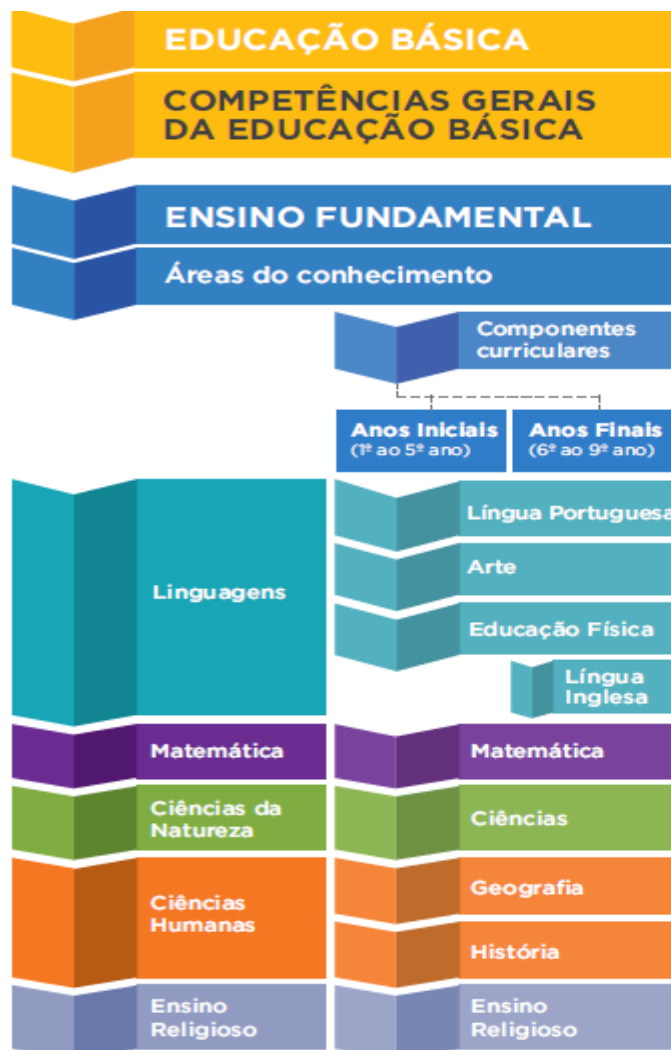 EDUCAÇÃO BÁSICA
COMPETÊNCIAS GERAIS
DA EDUCAÇÃO BÁSICA
ENSINO FUNDAMENTAL
Áreas do conhecimento
Componentes
curriculares
Anos Iniciais
(1º ao 5º ano)
Anos Finais
(6º ao 9º ano)
Linguagens
Língua Portuguesa
Arte
Educação Física
Língua
Inglesa
Matemática
Matemática
Ciências da
Natureza
Ciências
Ciências
Humanas
Geografia
História
Ensino
Religioso
Ensino
Religioso